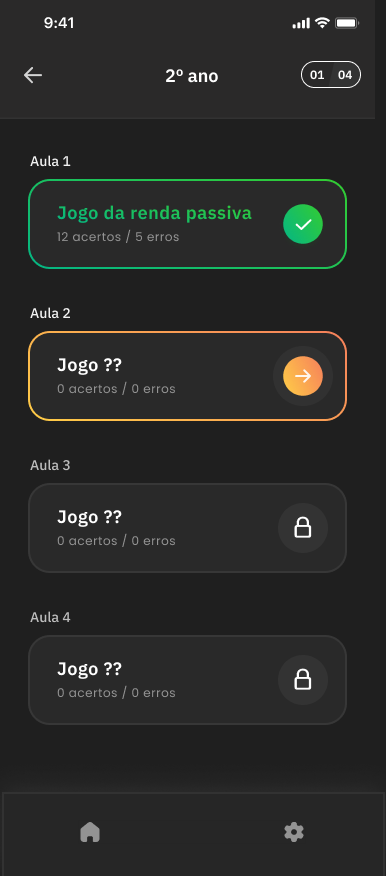 9:41
2º ano
01 04
Aula 1
Jogo da renda passiva
12 acertos / 5 erros
Aula 2
Jogo ??
0 acertos / 0 erros
Aula 3
Jogo ??
0 acertos / 0 erros
Aula 4
Jogo ??
0 acertos / 0 erros